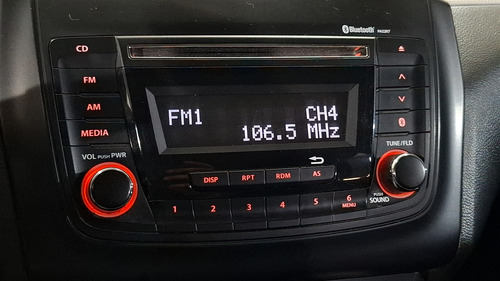 Bluetooth
CD
FM
AM
MEDIA
VOL PUSH PWR
FM1 CH4
106.5 MHz
DISP RPT RDM AS
1 2 3 4 5 6
MENU
TUNE/FLD
PUSH
SOUND